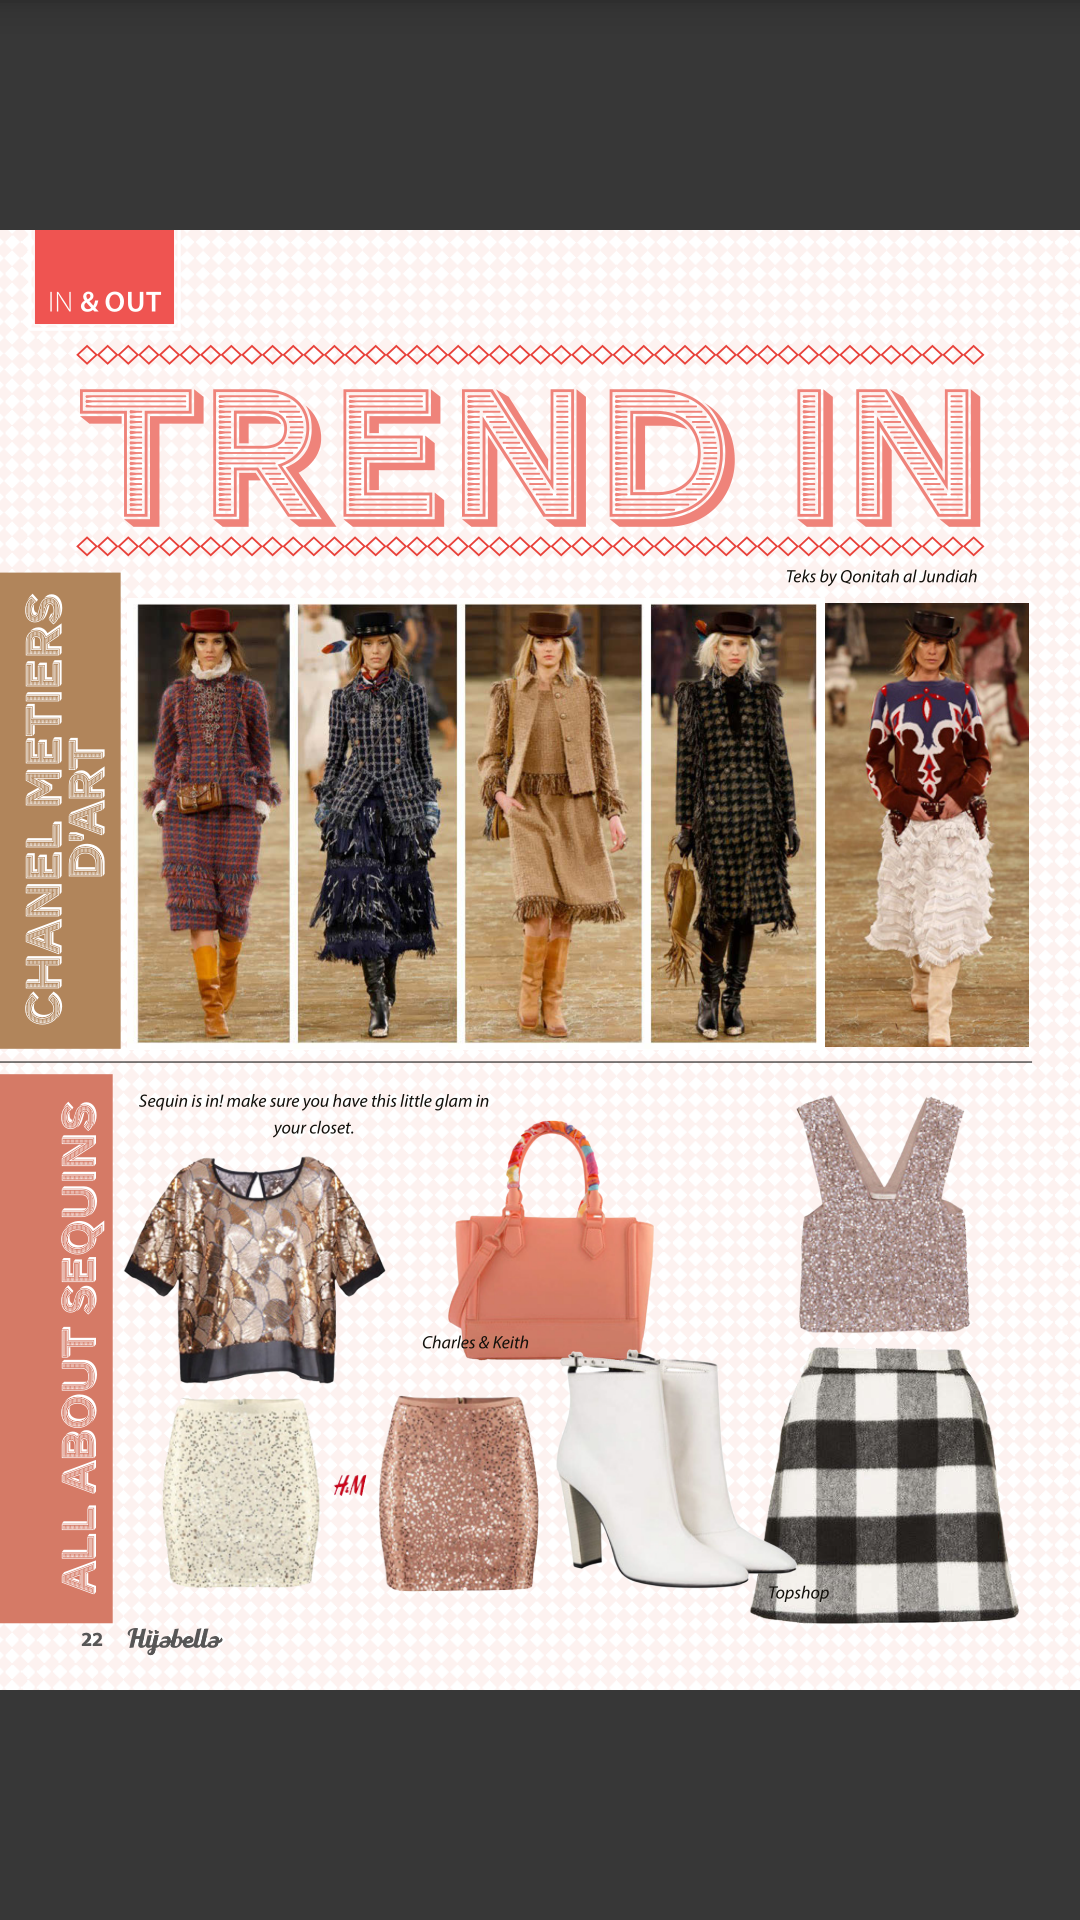 IN & OUT
TREND IN
Teks by Qonitah al Jundiah
CHANEL METIERS
D'ART
ALL ABOUT SEQUINS
Sequin is in! make sure you have this little glam in
your closet.
Charles & Keith
H&M
Topshop
22 Hijabella